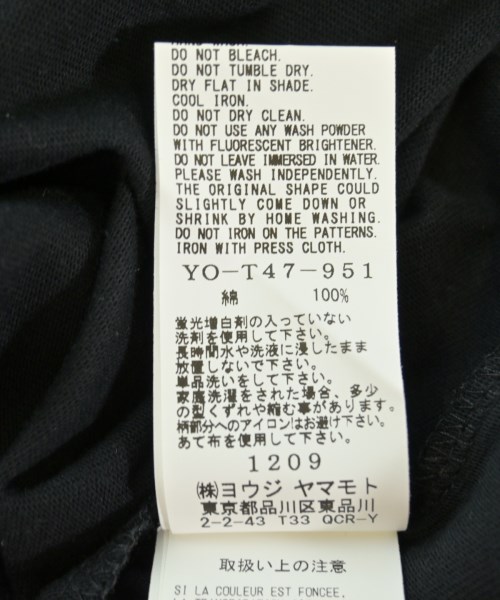 HAND WASH.
DO NOT BLEACH.
DO NOT TUMBLE DRY.
DRY FLAT IN SHADE.
COOL IRON.
DO NOT DRY CLEAN.
DO NOT USE ANY WASH POWDER
WITH FLUORESCENT BRIGHTENER.
DO NOT LEAVE IMMERSED IN WATER.
PLEASE WASH INDEPENDENTLY.
THE ORIGINAL SHAPE COULD
SLIGHTLY COME DOWN OR
SHRINK BY HOME WASHING.
DO NOT IRON ON THE PATTERNS.
IRON WITH PRESS CLOTH.
YO-T47-951
綿 100%
蛍光増白剤の入っていない
洗剤を使用して下さい。
長時間水や洗液に浸したまま
放置しないで下さい。
単品洗いをして下さい。
家庭洗濯をされた場合、多少
の型くずれや縮む事があります。
柄部分へのアイロンはお避け下さい。
あて布を使用して下さい。
1209
㈱ヨウジ ヤマモト
東京都品川区東品川
2-2-43 T33 QCR-Y
取扱い上の注意
SI LA COULEUR EST FONCEE,